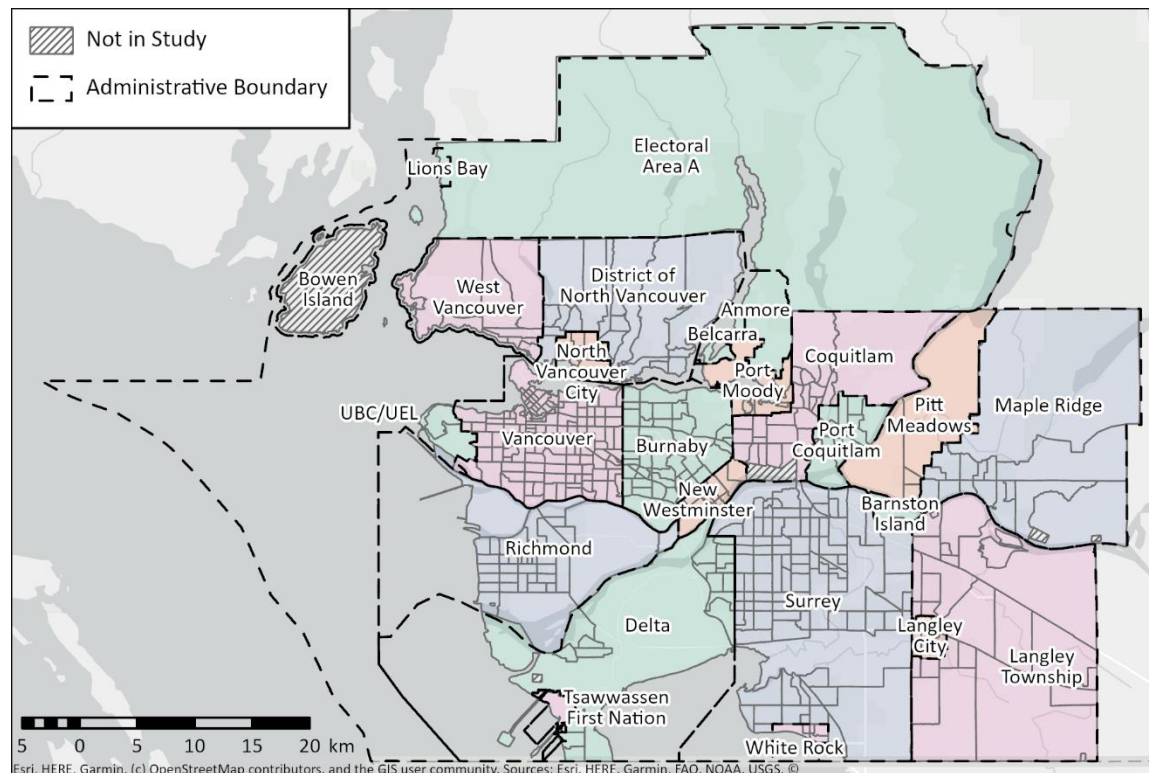 Not in Study
Administrative Boundary
Electoral
Area A
Lions Bay
Bowen
Island
West
Vancouver
District of
North Vancouver
Anmore
Belcarra
North
Vancouver
City
Port
Moody
Coquitlam
Pitt
Meadows
Maple Ridge
UBC/UEL
Vancouver
Burnaby
Port
Coquitlam
New
Westminster
Barnston
Island
Richmond
Surrey
Delta
Langley
City
Langley
Township
Tsawwassen
First Nation
White Rock
5 0 5 10 15 20 km
Esri, HERE, Garmin, (c) OpenStreetMap contributors, and the GIS user community, Sources: Esri, HERE, Garmin, FAO, NOAA, USGS, ©